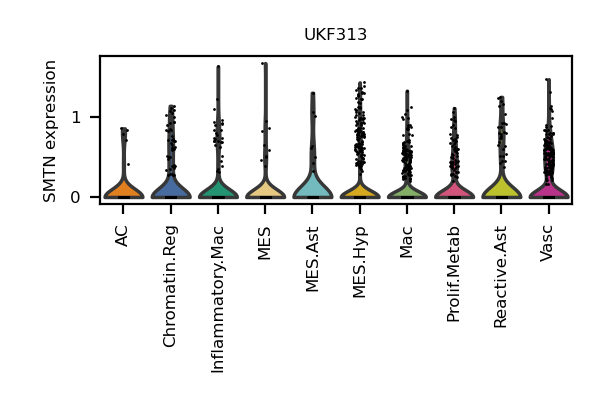 UKF313
SMTN expression
1
0
AC
Chromatin.Reg
Inflammatory.Mac
MES
MES.Ast
MES.Hyp
Mac
Prolif.Metab
Reactive.Ast
Vasc